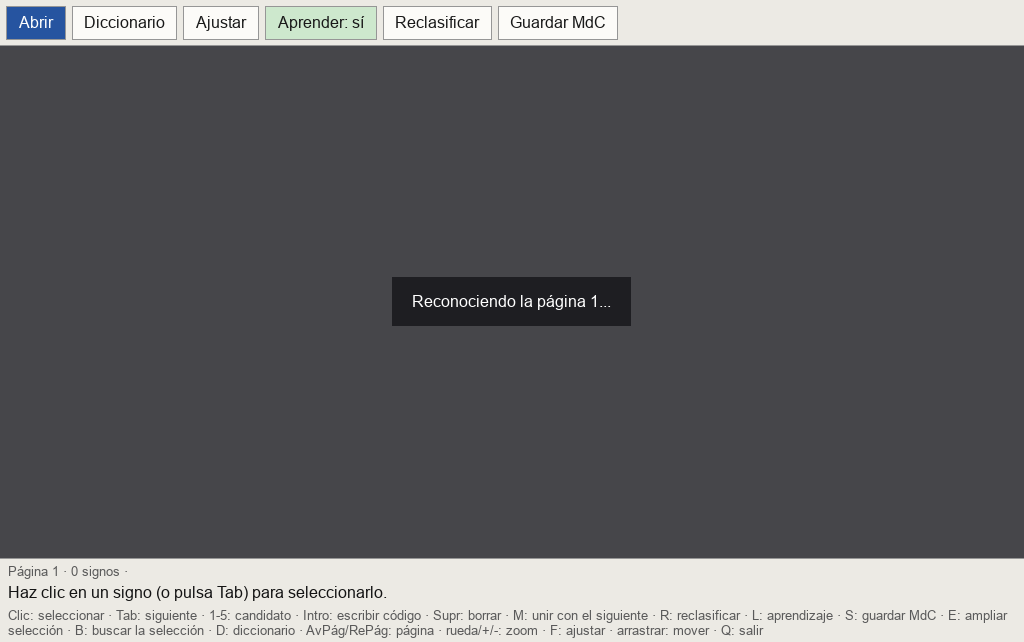 Abrir Diccionario Ajustar Aprender: sí Reclasificar Guardar MdC
Reconociendo la página 1...
Página 1 · 0 signos ·
Haz clic en un signo (o pulsa Tab) para seleccionarlo.
Clic: seleccionar · Tab: siguiente · 1-5: candidato · Intro: escribir código · Supr: borrar · M: unir con el siguiente · R: reclasificar · L: aprendizaje · S: guardar MdC · E: ampliar
selección · B: buscar la selección · D: diccionario · AvPág/RePág: página · rueda/+/-: zoom · F: ajustar · arrastrar: mover · Q: salir